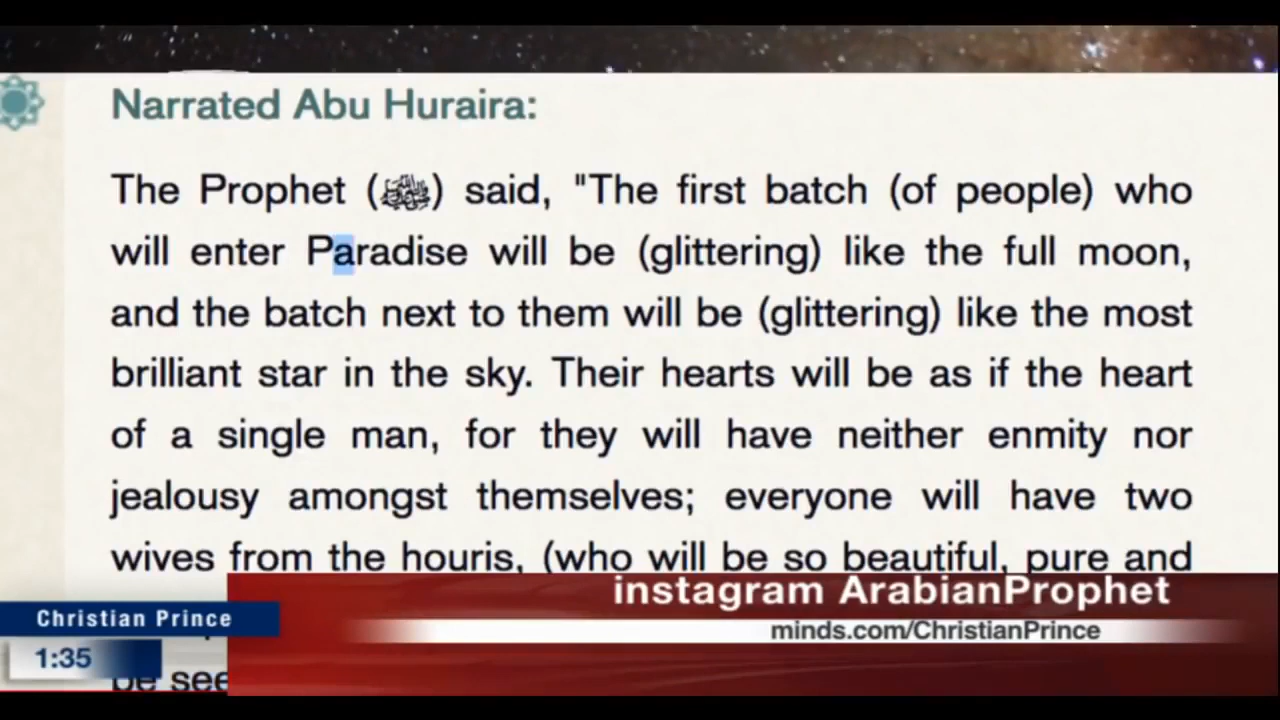 Narrated Abu Huraira:
The Prophet (ﷺ) said, "The first batch (of people) who
will enter Paradise will be (glittering) like the full moon,
and the batch next to them will be (glittering) like the most
brilliant star in the sky. Their hearts will be as if the heart
of a single man, for they will have neither enmity nor
jealousy amongst themselves; everyone will have two
wives from the houris, (who will be so beautiful, pure and
be see
instagram ArabianProphet
minds.com/ChristianPrince
Christian Prince
1:35